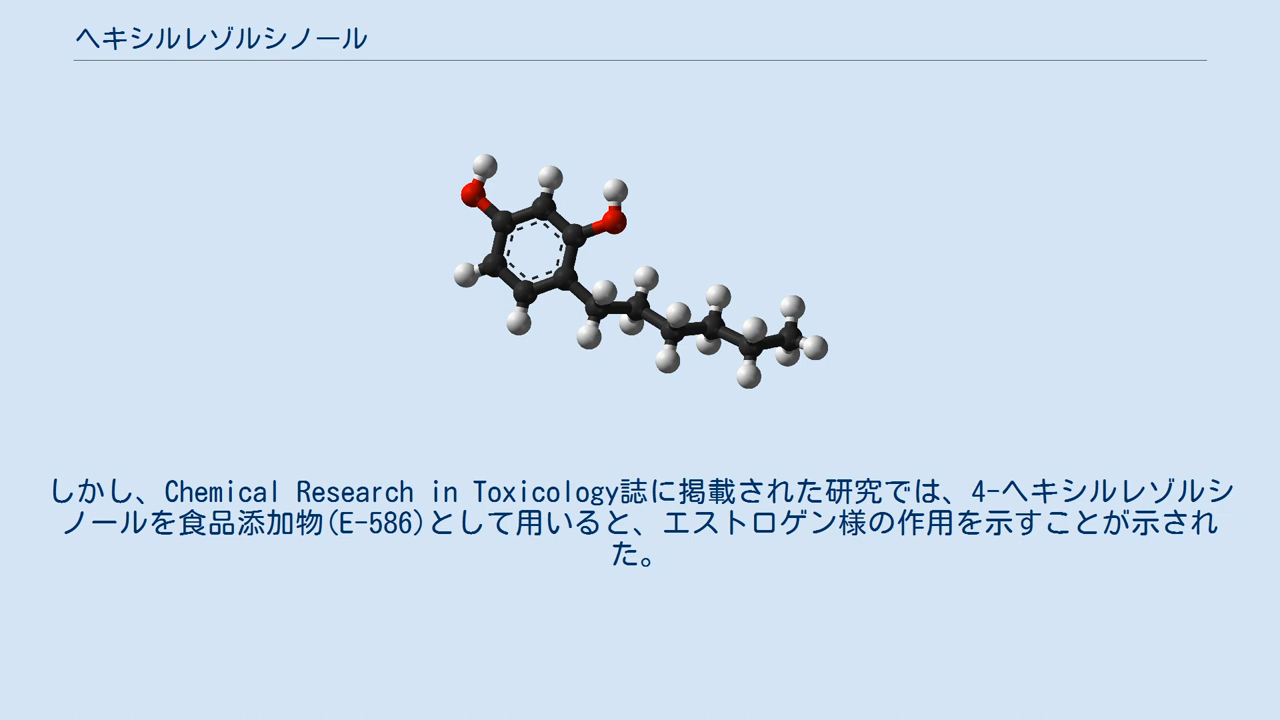 ヘキシルレゾルシノール
しかし、Chemical Research in Toxicology誌に掲載された研究では、4-ヘキシルレゾルシ
ノールを食品添加物(E-586)として用いると、エストロゲン様の作用を示すことが示され
た。